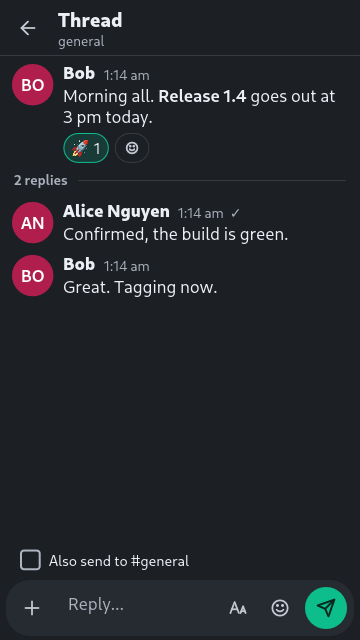 Thread
general
BO
Bob 1:14 am
Morning all. Release 1.4 goes out at
3 pm today.
🚀 1
2 replies
AN
Alice Nguyen 1:14 am ✓
Confirmed, the build is green.
BO
Bob 1:14 am
Great. Tagging now.
Also send to #general
Reply...
AA